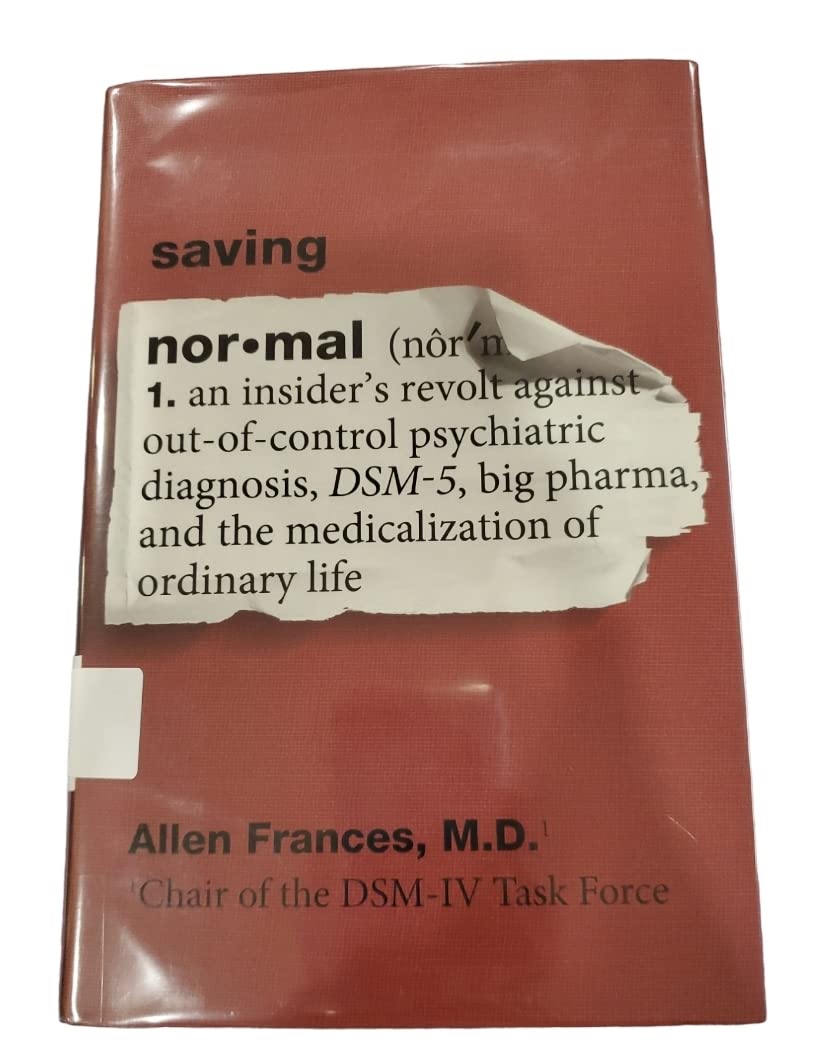 saving
nor•mal (nôr′m
1. an insider's revolt against
out-of-control psychiatric
diagnosis, DSM-5, big pharma,
and the medicalization of
ordinary life
Allen Frances, M.D.¹
¹Chair of the DSM-IV Task Force